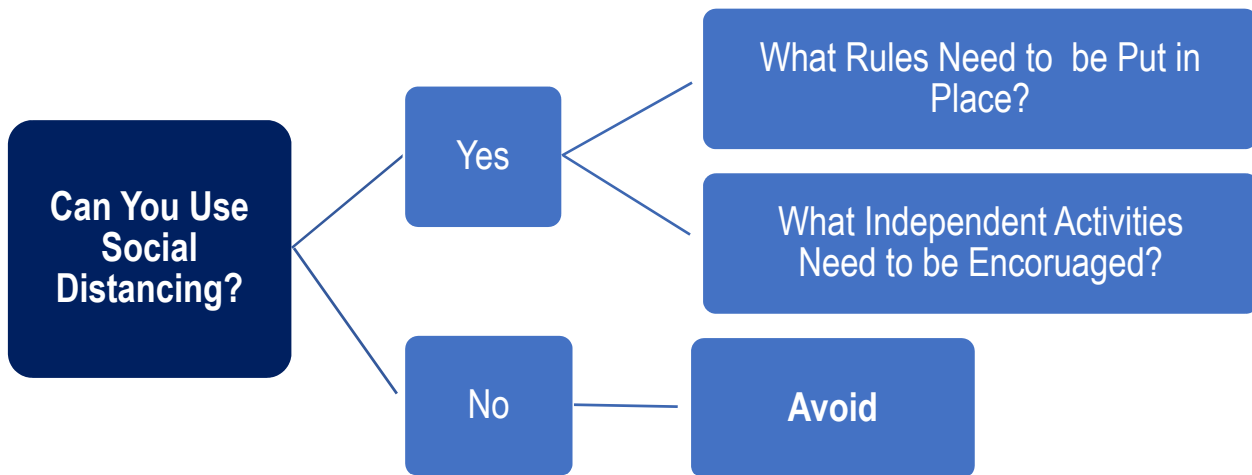 Can You Use
Social
Distancing?
Yes
What Rules Need to  be Put in
Place?
What Independent Activities
Need to be Encoruaged?
No
Avoid